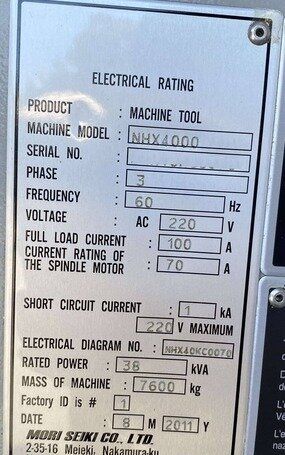 ELECTRICAL RATING
PRODUCT : MACHINE TOOL
MACHINE MODEL : NHX4000
SERIAL NO. :
PHASE : 3
FREQUENCY : 60 Hz
VOLTAGE : AC 220 V
FULL LOAD CURRENT : 100 A
CURRENT RATING OF
THE SPINDLE MOTOR : 70 A
SHORT CIRCUIT CURRENT : 1 kA
220 V MAXIMUM
ELECTRICAL DIAGRAM NO. : NHX40KC0070
RATED POWER : 38 kVA
MASS OF MACHINE : 7600 kg
Factory ID is # 1
DATE : 8 M 2011 Y
MORI SEIKI CO., LTD.
2-35-16 Meieki, Nakamura-ku